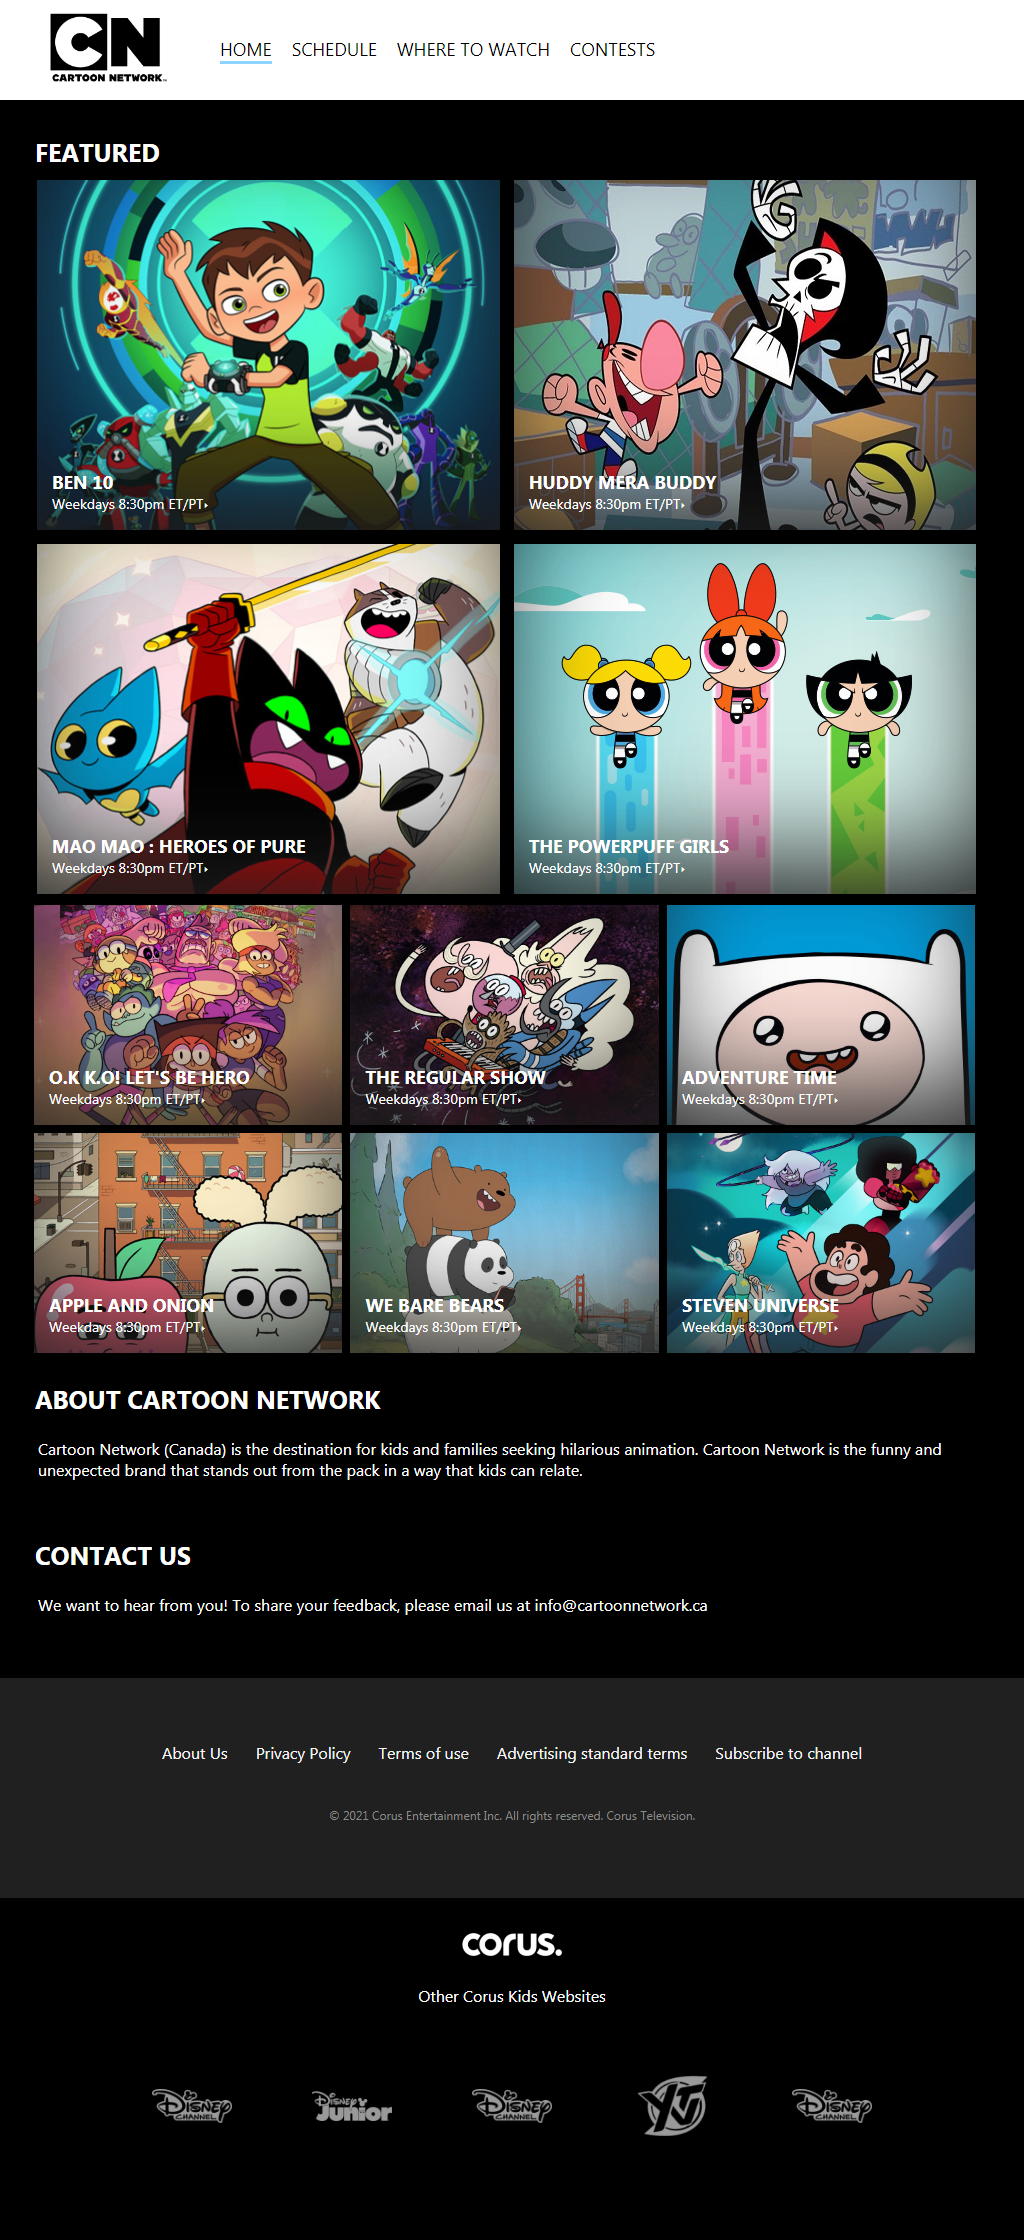 CN
CARTOON NETWORK
HOME SCHEDULE WHERE TO WATCH CONTESTS
FEATURED
BEN 10
Weekdays 8:30pm ET/PT
HUDDY MERA BUDDY
Weekdays 8:30pm ET/PT
MAO MAO : HEROES OF PURE
Weekdays 8:30pm ET/PT
THE POWERPUFF GIRLS
Weekdays 8:30pm ET/PT
O.K K.O! LET'S BE HERO
Weekdays 8:30pm ET/PT
THE REGULAR SHOW
Weekdays 8:30pm ET/PT
ADVENTURE TIME
Weekdays 8:30pm ET/PT
APPLE AND ONION
Weekdays 8:30pm ET/PT
WE BARE BEARS
Weekdays 8:30pm ET/PT
STEVEN UNIVERSE
Weekdays 8:30pm ET/PT
ABOUT CARTOON NETWORK
Cartoon Network (Canada) is the destination for kids and families seeking hilarious animation. Cartoon Network is the funny and
unexpected brand that stands out from the pack in a way that kids can relate.
CONTACT US
We want to hear from you! To share your feedback, please email us at info@cartoonnetwork.ca
About Us Privacy Policy Terms of use Advertising standard terms Subscribe to channel
© 2021 Corus Entertainment Inc. All rights reserved. Corus Television.
corus.
Other Corus Kids Websites
Disney CHANNEL Disney Junior Disney CHANNEL YTV Disney CHANNEL